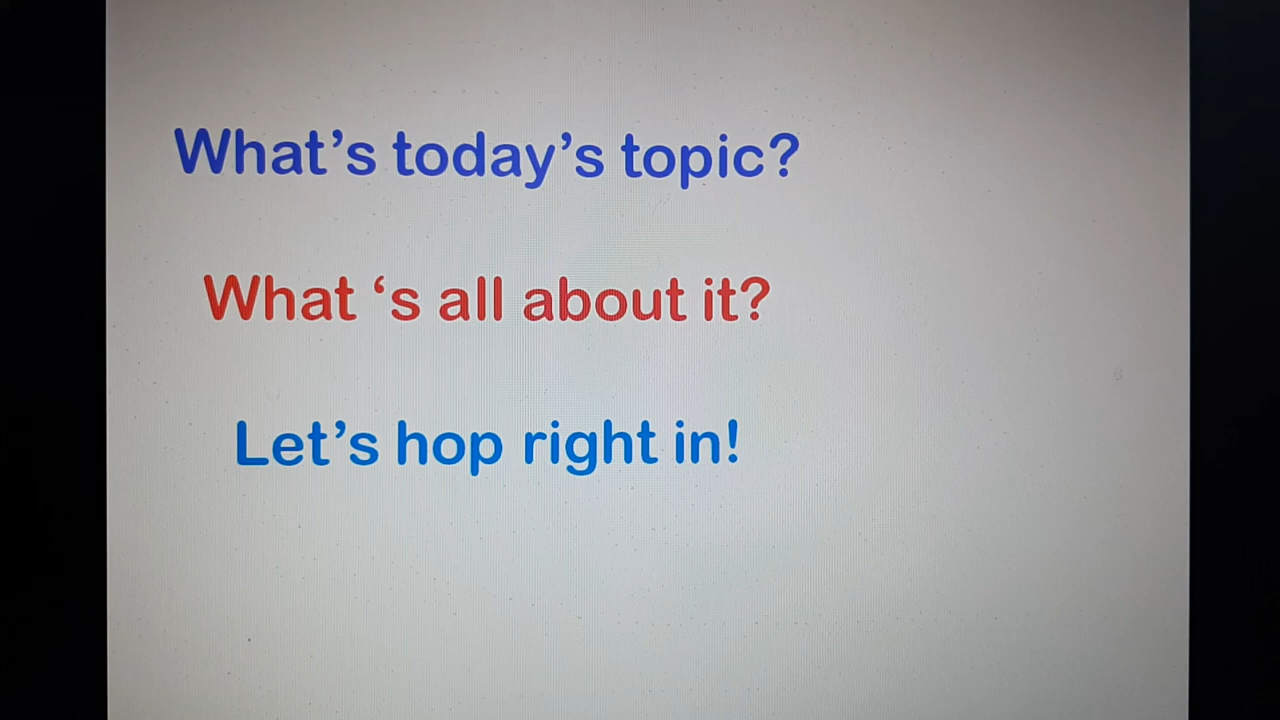 What’s today’s topic?
What ‘s all about it?
Let’s hop right in!